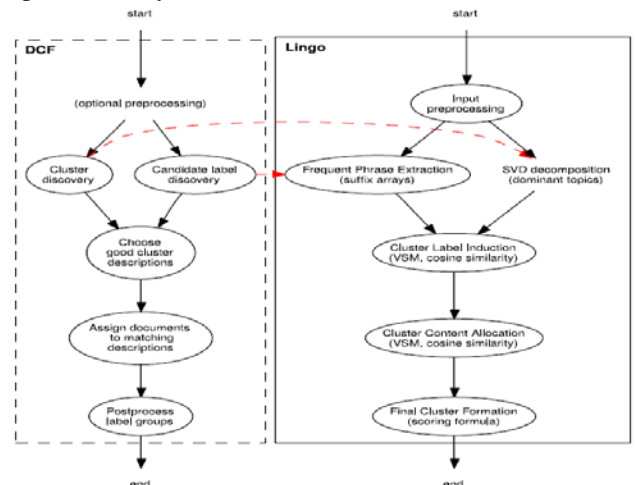 start
DCF
(optional preprocessing)
Cluster
discovery
Candidate label
discovery
Choose
good cluster
descriptions
Assign documents
to matching
descriptions
Postprocess
label groups
end
start
Lingo
Input
preprocessing
Frequent Phrase Extraction
(suffix arrays)
SVD decomposition
(dominant topics)
Cluster Label Induction
(VSM, cosine similarity)
Cluster Content Allocation
(VSM, cosine similarity)
Final Cluster Formation
(scoring formula)
end